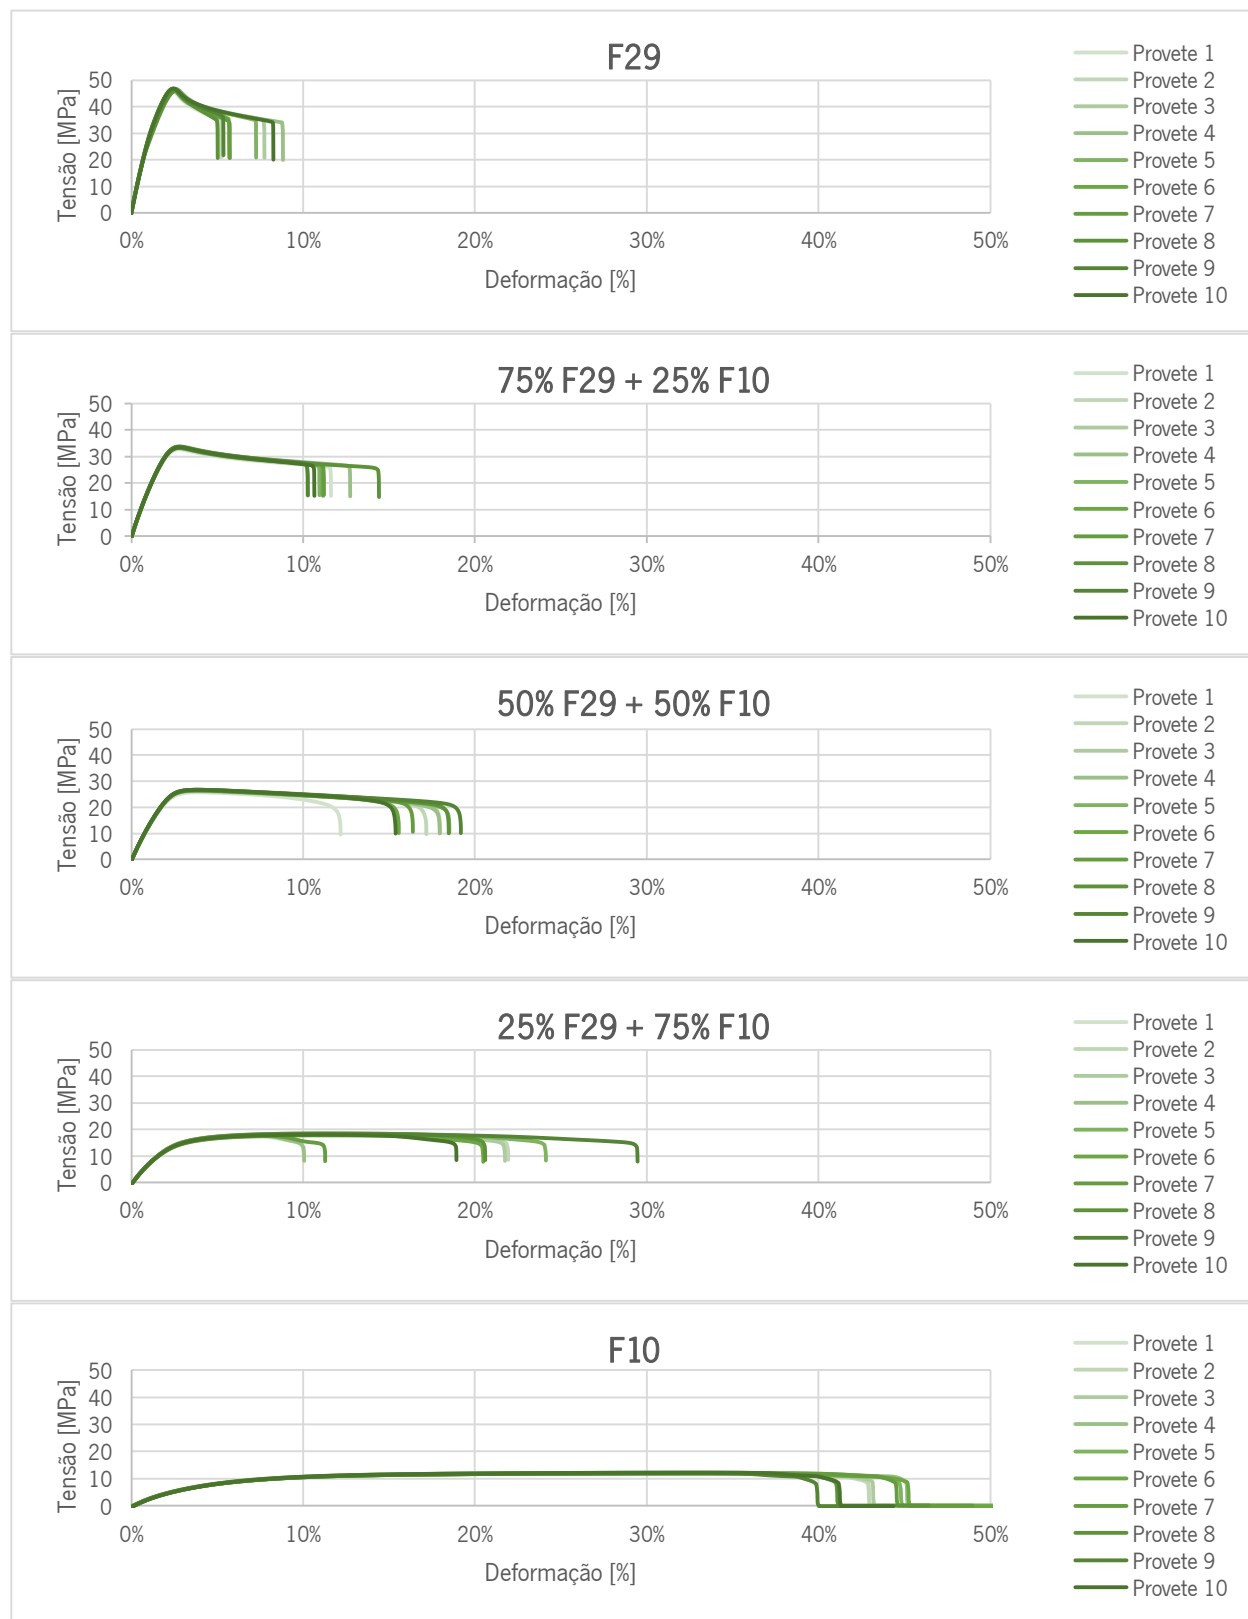 F29
Tensão [MPa]
50
40
30
20
10
0
0% 10% 20% 30% 40% 50%
Deformação [%]
Provete 1
Provete 2
Provete 3
Provete 4
Provete 5
Provete 6
Provete 7
Provete 8
Provete 9
Provete 10
75% F29 + 25% F10
Tensão [MPa]
50
40
30
20
10
0
0% 10% 20% 30% 40% 50%
Deformação [%]
Provete 1
Provete 2
Provete 3
Provete 4
Provete 5
Provete 6
Provete 7
Provete 8
Provete 9
Provete 10
50% F29 + 50% F10
Tensão [MPa]
50
40
30
20
10
0
0% 10% 20% 30% 40% 50%
Deformação [%]
Provete 1
Provete 2
Provete 3
Provete 4
Provete 5
Provete 6
Provete 7
Provete 8
Provete 9
Provete 10
25% F29 + 75% F10
Tensão [MPa]
50
40
30
20
10
0
0% 10% 20% 30% 40% 50%
Deformação [%]
Provete 1
Provete 2
Provete 3
Provete 4
Provete 5
Provete 6
Provete 7
Provete 8
Provete 9
Provete 10
F10
Tensão [MPa]
50
40
30
20
10
0
0% 10% 20% 30% 40% 50%
Deformação [%]
Provete 1
Provete 2
Provete 3
Provete 4
Provete 5
Provete 6
Provete 7
Provete 8
Provete 9
Provete 10